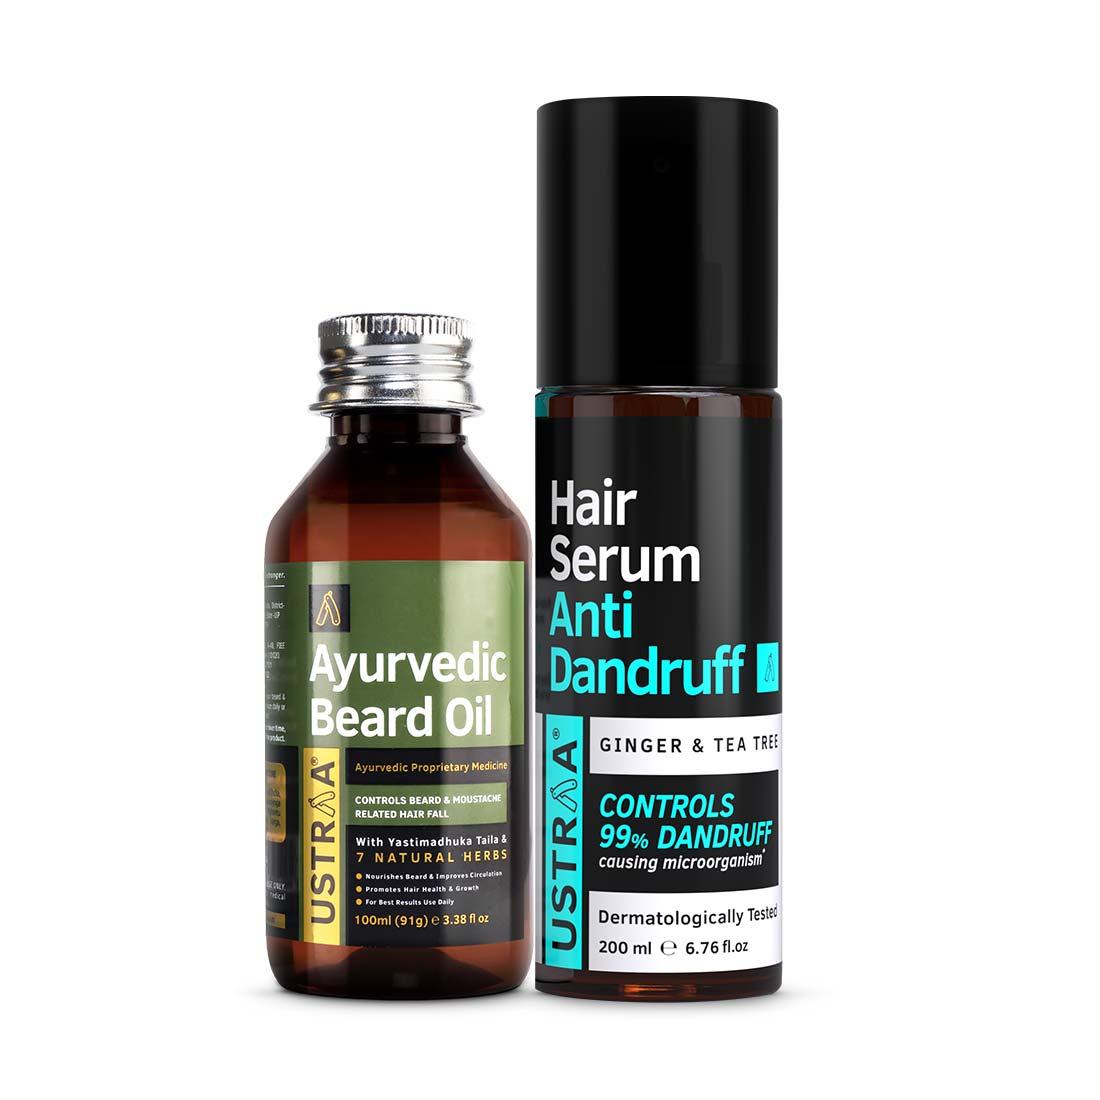 Ayurvedic
Beard Oil
USTRAA®
Ayurvedic Proprietary Medicine
CONTROLS BEARD & MOUSTACHE
RELATED HAIR FALL
With Yastimadhuka Taila &
7 NATURAL HERBS
Nourishes Beard & Improves Circulation
Promotes Hair Health & Growth
For Best Results Use Daily
100ml (91g) e 3.38 fl oz
Hair
Serum
Anti
Dandruff
USTRAA®
GINGER & TEA TREE
CONTROLS
99% DANDRUFF
causing microorganism*
Dermatologically Tested
200 ml e 6.76 fl.oz